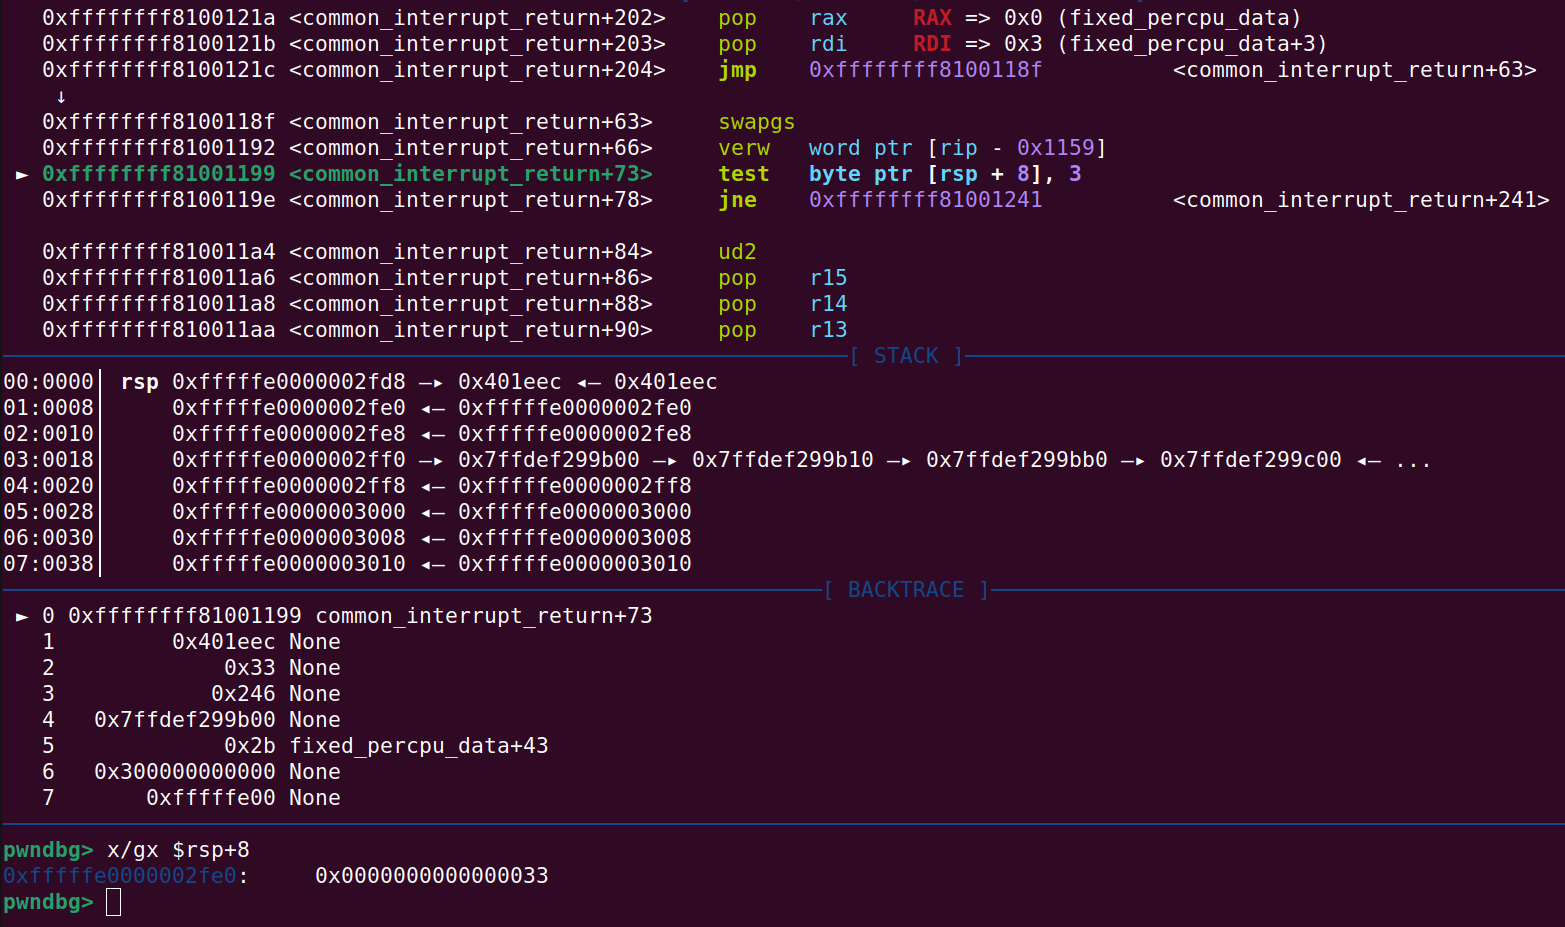 0xffffffff8100121a <common_interrupt_return+202>    pop    rax     RAX => 0x0 (fixed_percpu_data)
0xffffffff8100121b <common_interrupt_return+203>    pop    rdi     RDI => 0x3 (fixed_percpu_data+3)
0xffffffff8100121c <common_interrupt_return+204>    jmp    0xffffffff8100118f          <common_interrupt_return+63>
↓
0xffffffff8100118f <common_interrupt_return+63>     swapgs
0xffffffff81001192 <common_interrupt_return+66>     verw   word ptr [rip - 0x1159]
► 0xffffffff81001199 <common_interrupt_return+73>     test   byte ptr [rsp + 8], 3
0xffffffff8100119e <common_interrupt_return+78>     jne    0xffffffff81001241          <common_interrupt_return+241>
0xffffffff810011a4 <common_interrupt_return+84>     ud2
0xffffffff810011a6 <common_interrupt_return+86>     pop    r15
0xffffffff810011a8 <common_interrupt_return+88>     pop    r14
0xffffffff810011aa <common_interrupt_return+90>     pop    r13
[ STACK ]
00:0000│ rsp 0xfffffe0000002fd8 —▸ 0x401eec ◂— 0x401eec
01:0008│     0xfffffe0000002fe0 ◂— 0xfffffe0000002fe0
02:0010│     0xfffffe0000002fe8 ◂— 0xfffffe0000002fe8
03:0018│     0xfffffe0000002ff0 —▸ 0x7ffdef299b00 —▸ 0x7ffdef299b10 —▸ 0x7ffdef299bb0 —▸ 0x7ffdef299c00 ◂— ...
04:0020│     0xfffffe0000002ff8 ◂— 0xfffffe0000002ff8
05:0028│     0xfffffe0000003000 ◂— 0xfffffe0000003000
06:0030│     0xfffffe0000003008 ◂— 0xfffffe0000003008
07:0038│     0xfffffe0000003010 ◂— 0xfffffe0000003010
[ BACKTRACE ]
► 0 0xffffffff81001199 common_interrupt_return+73
1         0x401eec None
2             0x33 None
3            0x246 None
4   0x7ffdef299b00 None
5             0x2b fixed_percpu_data+43
6   0x300000000000 None
7       0xfffffe00 None
pwndbg> x/gx $rsp+8
0xfffffe0000002fe0:     0x0000000000000033
pwndbg>